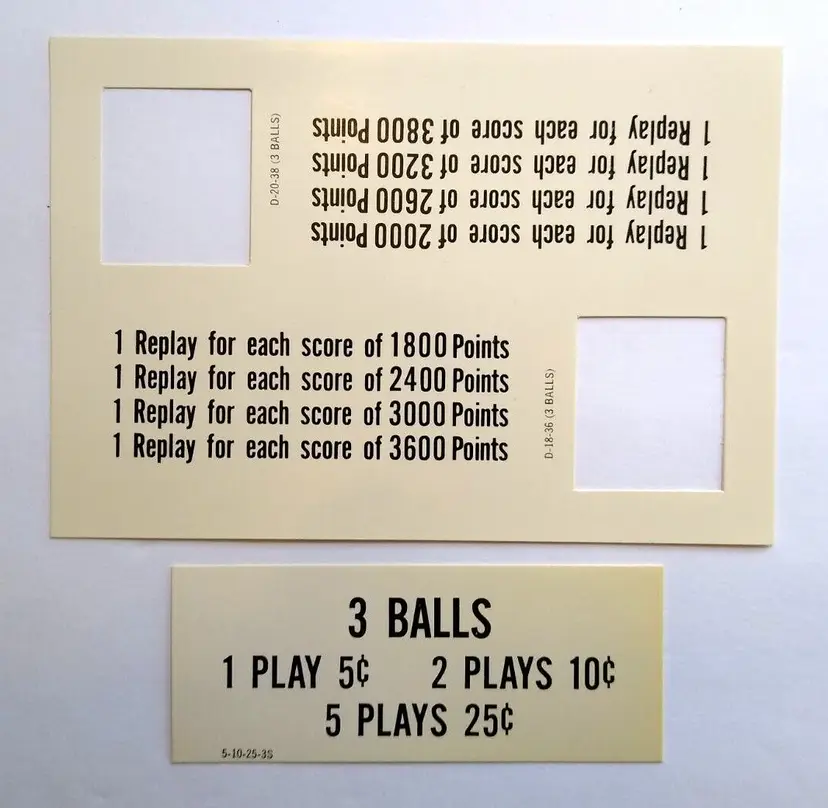 1 Replay for each score of 2000 Points
1 Replay for each score of 2600 Points
1 Replay for each score of 3200 Points
1 Replay for each score of 3800 Points
D-20-38 (3 BALLS)
1 Replay for each score of 1800 Points
1 Replay for each score of 2400 Points
1 Replay for each score of 3000 Points
1 Replay for each score of 3600 Points
D-18-36 (3 BALLS)
3 BALLS
1 PLAY 5¢ 2 PLAYS 10¢
5 PLAYS 25¢
5-10-25-3S